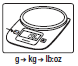 g → kg → lb:oz